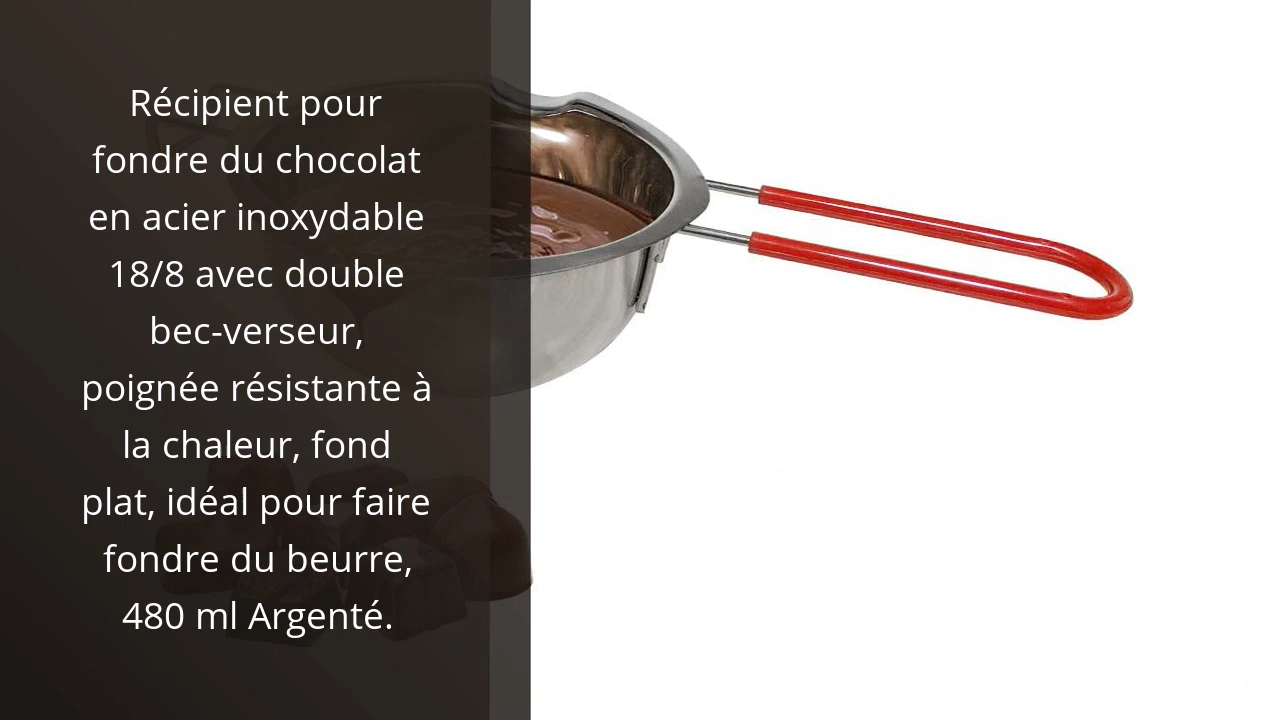 Récipient pour
fondre du chocolat
en acier inoxydable
18/8 avec double
bec-verseur,
poignée résistante à
la chaleur, fond
plat, idéal pour faire
fondre du beurre,
480 ml Argenté.